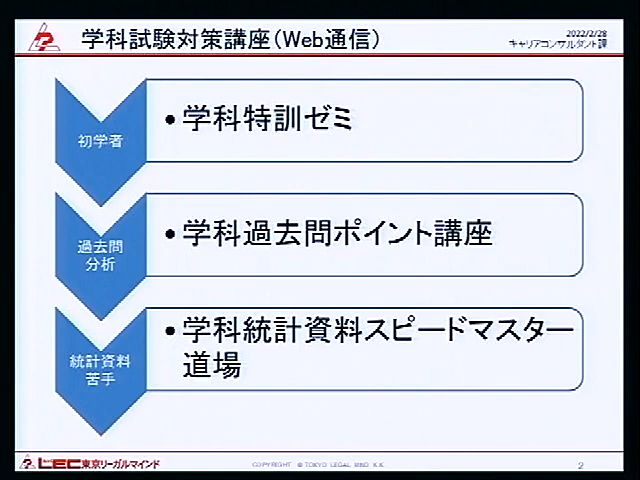 学科試験対策講座（Web通信）
2022/2/28
キャリアコンサルタント課
初学者
・学科特訓ゼミ
過去問
分析
・学科過去問ポイント講座
統計資料
苦手
・学科統計資料スピードマスター
道場
LEC東京リーガルマインド
COPYRIGHT © TOKYO LEGAL MIND K.K.
2